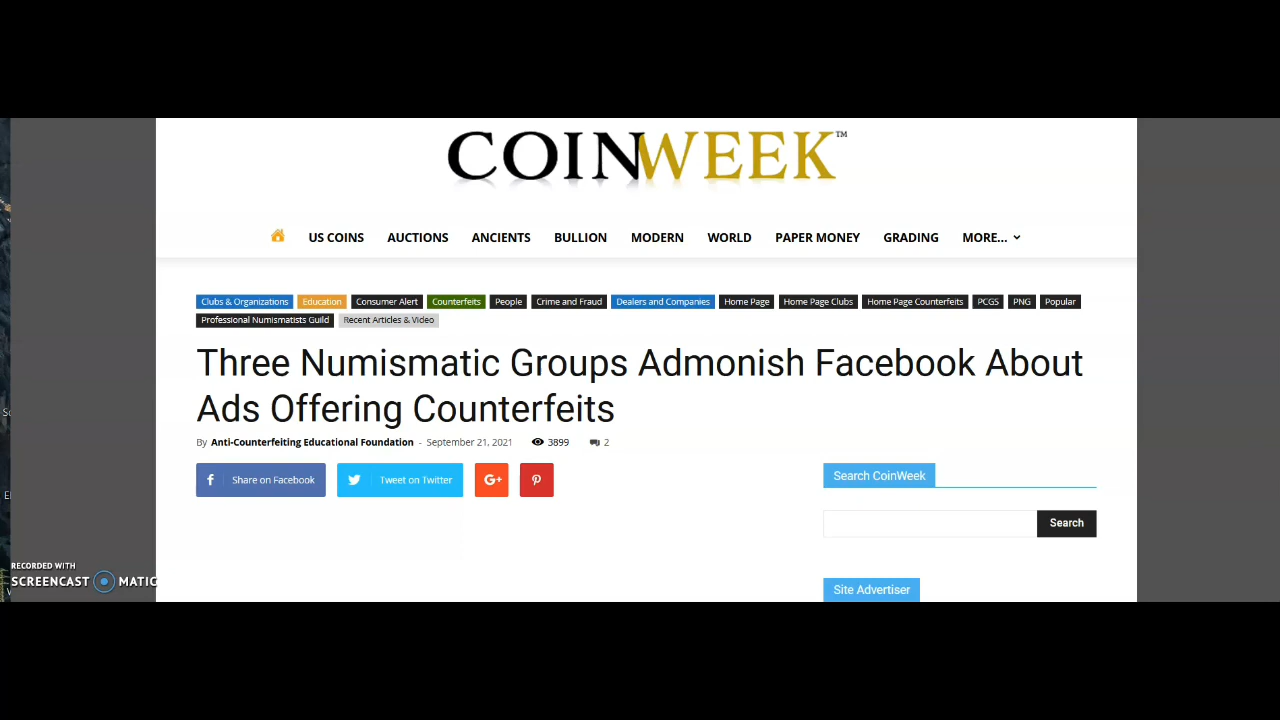 COINWEEK™
US COINS AUCTIONS ANCIENTS BULLION MODERN WORLD PAPER MONEY GRADING MORE...
Clubs & Organizations Education Consumer Alert Counterfeits People Crime and Fraud Dealers and Companies Home Page Home Page Clubs Home Page Counterfeits PCGS PNG Popular
Professional Numismatists Guild Recent Articles & Video
Three Numismatic Groups Admonish Facebook About
Ads Offering Counterfeits
By Anti-Counterfeiting Educational Foundation - September 21, 2021 3899 2
Share on Facebook Tweet on Twitter G+
Search CoinWeek
Search
Site Advertiser
RECORDED WITH
SCREENCAST MATIC